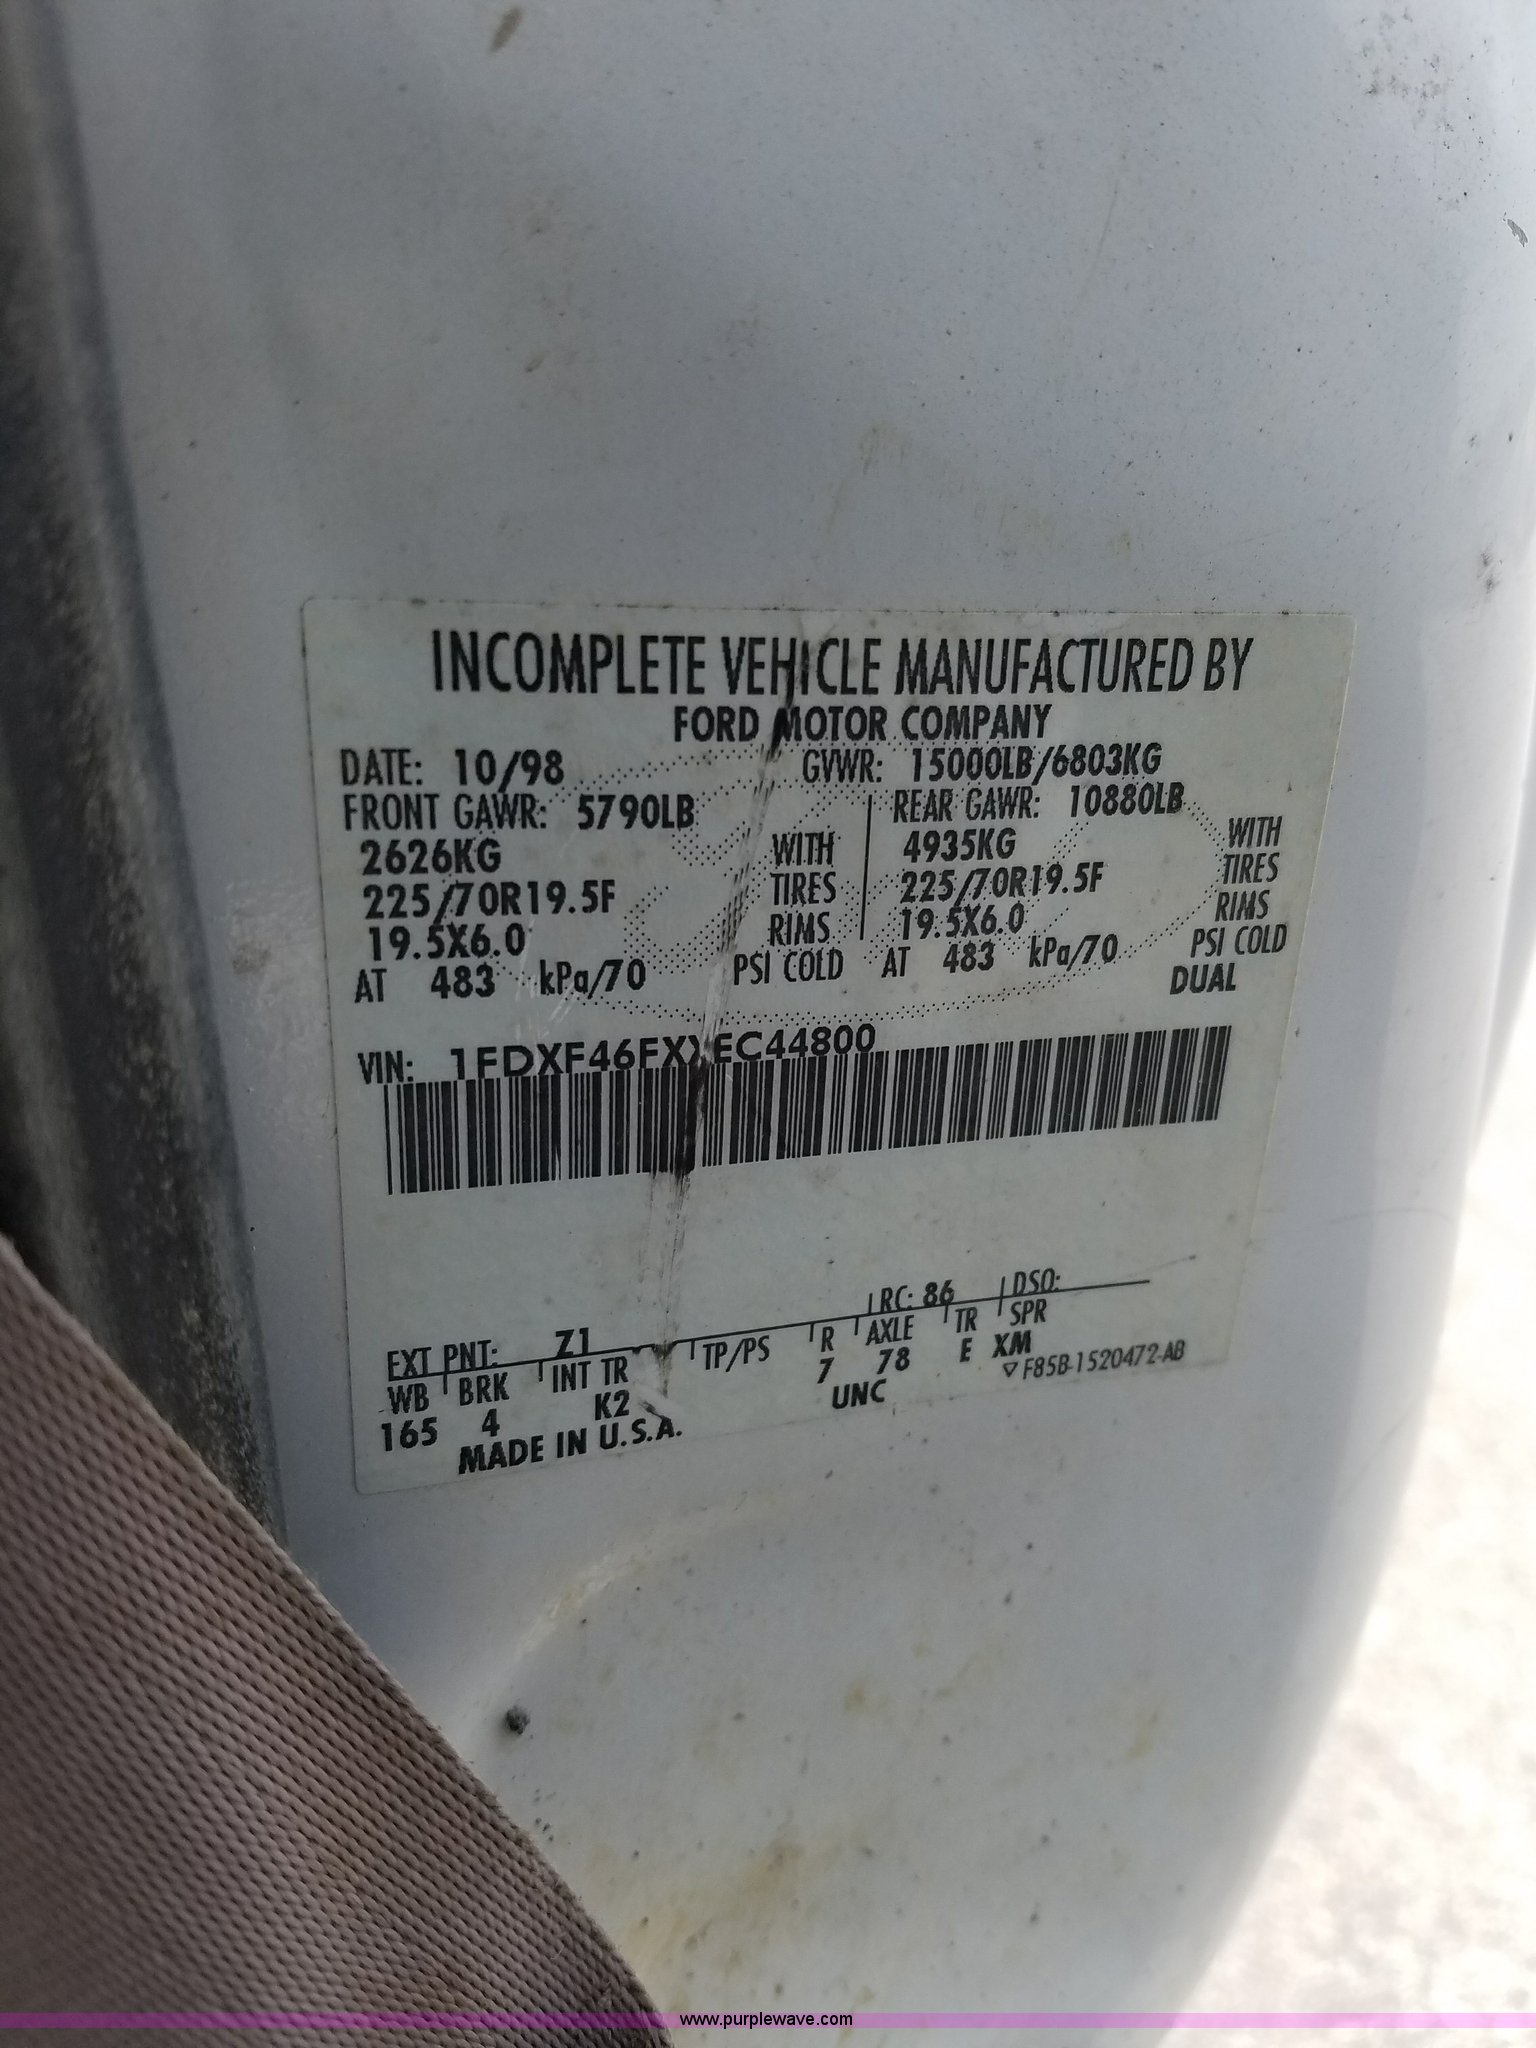 INCOMPLETE VEHICLE MANUFACTURED BY
FORD MOTOR COMPANY
DATE: 10/98 GVWR: 15000LB/6803KG
FRONT GAWR: 5790LB REAR GAWR: 10880LB
2626KG WITH 4935KG WITH
225/70R19.5F TIRES 225/70R19.5F TIRES
19.5X6.0 RIMS 19.5X6.0 RIMS
AT 483 kPa/70 PSI COLD AT 483 kPa/70 PSI COLD
DUAL
VIN: 1FDXF46FXXEC44800
EXT PNT: Z1 RC: 86 DSO:
WB BRK INT TR TP/PS R AXLE TR SPR
165 4 K2 7 78 E XM
UNC ▽ F85B-1520472-AB
MADE IN U.S.A.
www.purplewave.com